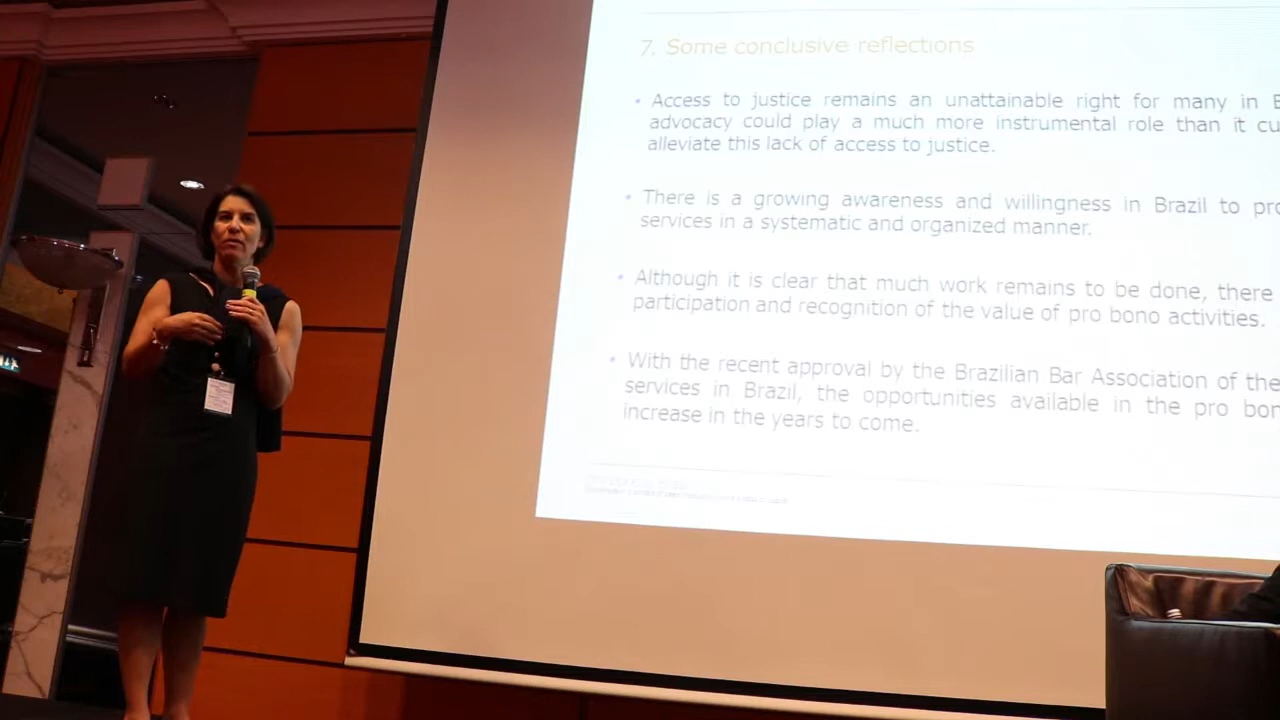 7. Some conclusive reflections
• Access to justice remains an unattainable right for many in
advocacy could play a much more instrumental role than it
alleviate this lack of access to justice.
• There is a growing awareness and willingness in Brazil to
services in a systematic and organized manner.
• Although it is clear that much work remains to be done, there
participation and recognition of the value of pro bono activities.
• With the recent approval by the Brazilian Bar Association of the
services in Brazil, the opportunities available in the pro
increase in the years to come.